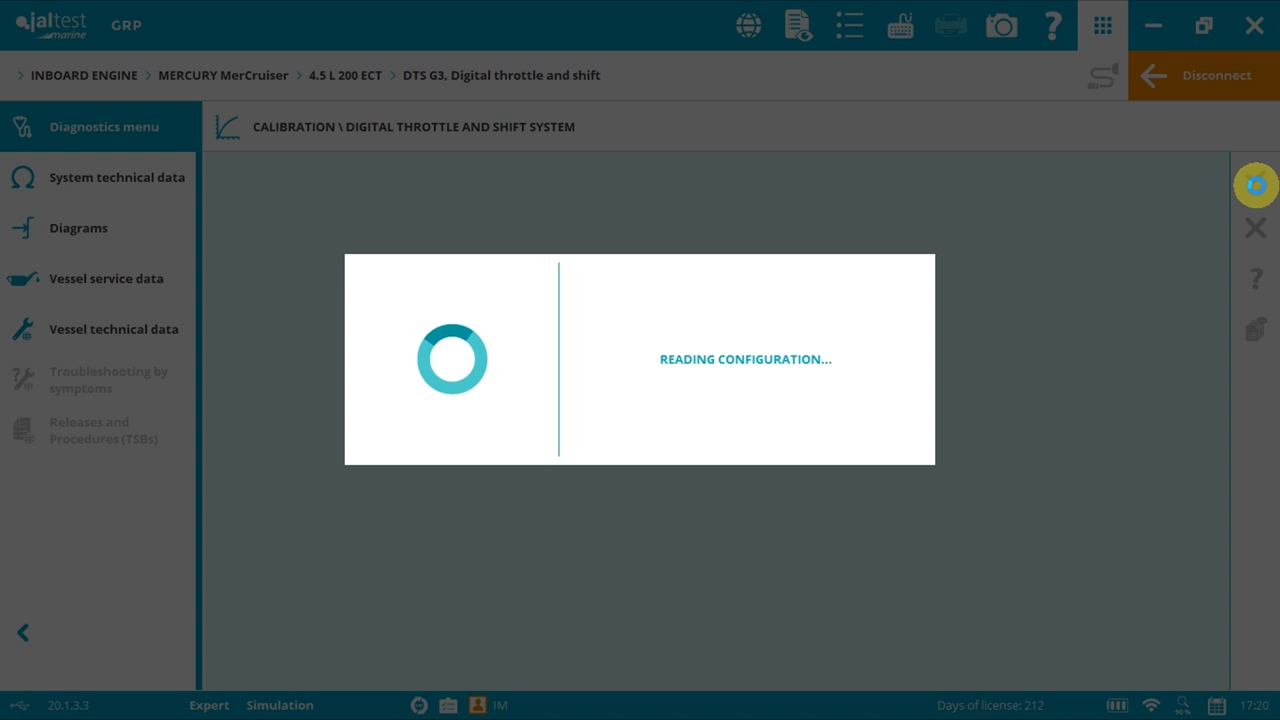 jaltest
marine
GRP
?
INBOARD ENGINE > MERCURY MerCruiser > 4.5 L 200 ECT > DTS G3, Digital throttle and shift
Disconnect
Diagnostics menu
CALIBRATION \ DIGITAL THROTTLE AND SHIFT SYSTEM
System technical data
Diagrams
Vessel service data
Vessel technical data
Troubleshooting by
symptoms
Releases and
Procedures (TSBs)
READING CONFIGURATION...
?
20.1.3.3
Expert
Simulation
IM
Days of license: 212
17:20